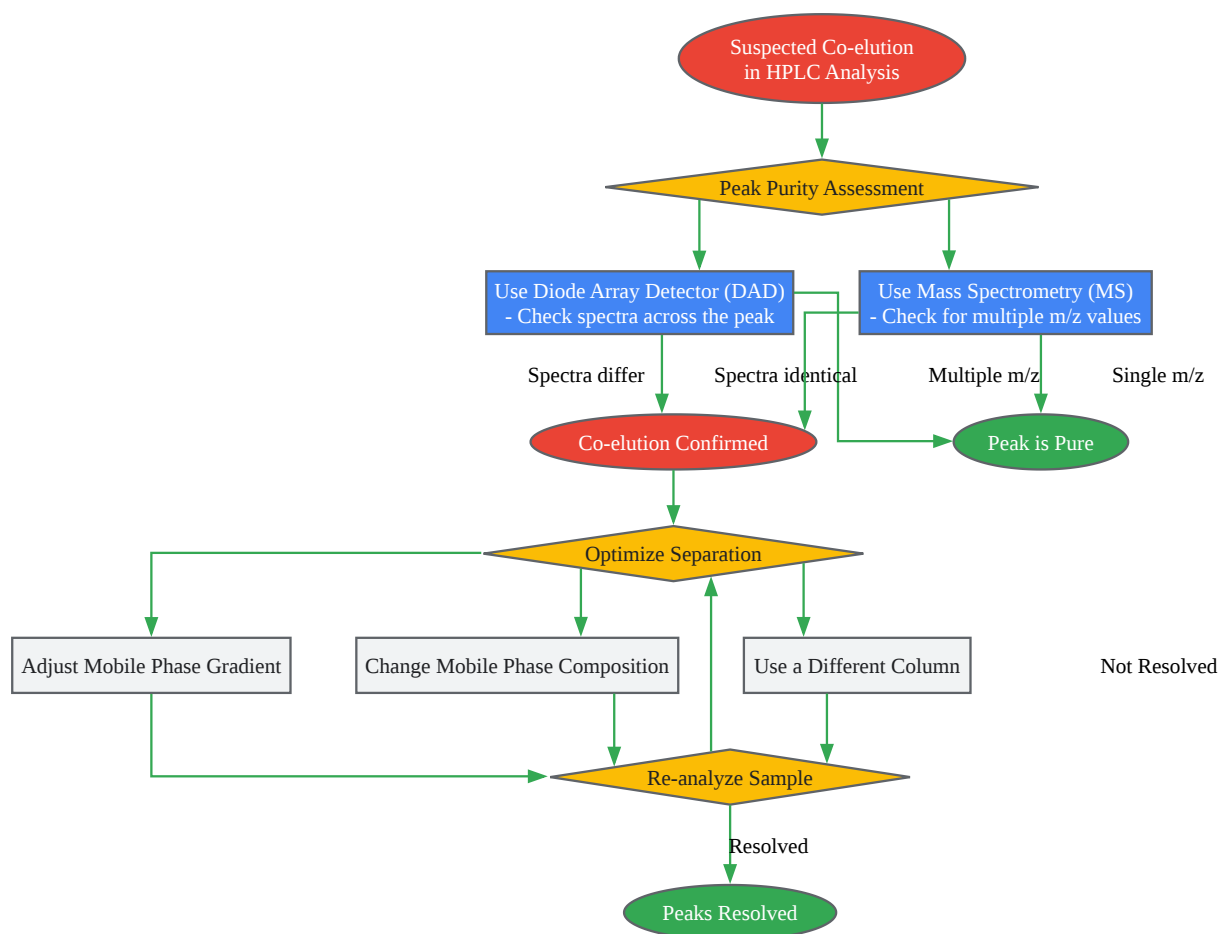 Suspected Co-elution
in HPLC Analysis
Peak Purity Assessment
Use Diode Array Detector (DAD)
- Check spectra across the peak
Use Mass Spectrometry (MS)
- Check for multiple m/z values
Spectra differ
Spectra identical
Multiple m/z
Single m/z
Co-elution Confirmed
Peak is Pure
Optimize Separation
Adjust Mobile Phase Gradient
Change Mobile Phase Composition
Use a Different Column
Not Resolved
Re-analyze Sample
Resolved
Peaks Resolved